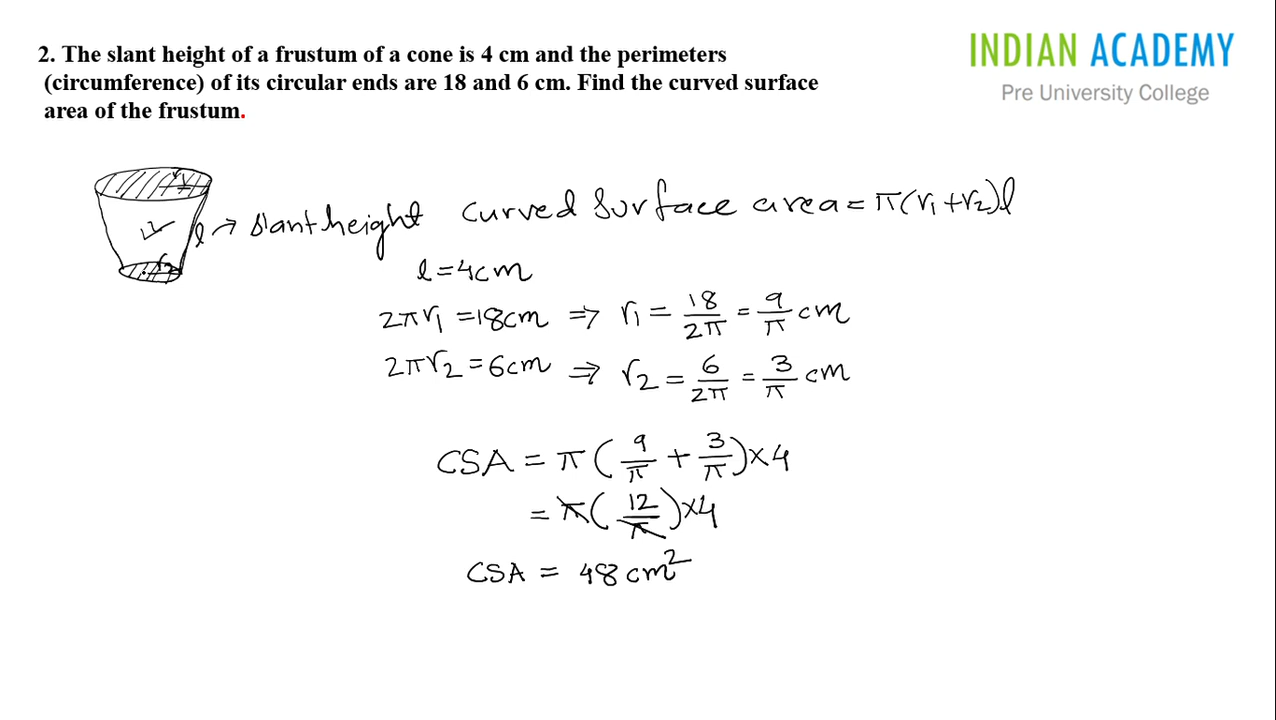 2. The slant height of a frustum of a cone is 4 cm and the perimeters
(circumference) of its circular ends are 18 and 6 cm. Find the curved surface
area of the frustum.
INDIAN ACADEMY
Pre University College
l → slant height Curved Surface area = π(r₁+r₂)l
l = 4cm
2πr₁ = 18cm ⇒ r₁ = 18/2π = 9/π cm
2πr₂ = 6cm ⇒ r₂ = 6/2π = 3/π cm
CSA = π(9/π + 3/π)×4
= π(12/π)×4
CSA = 48 cm²